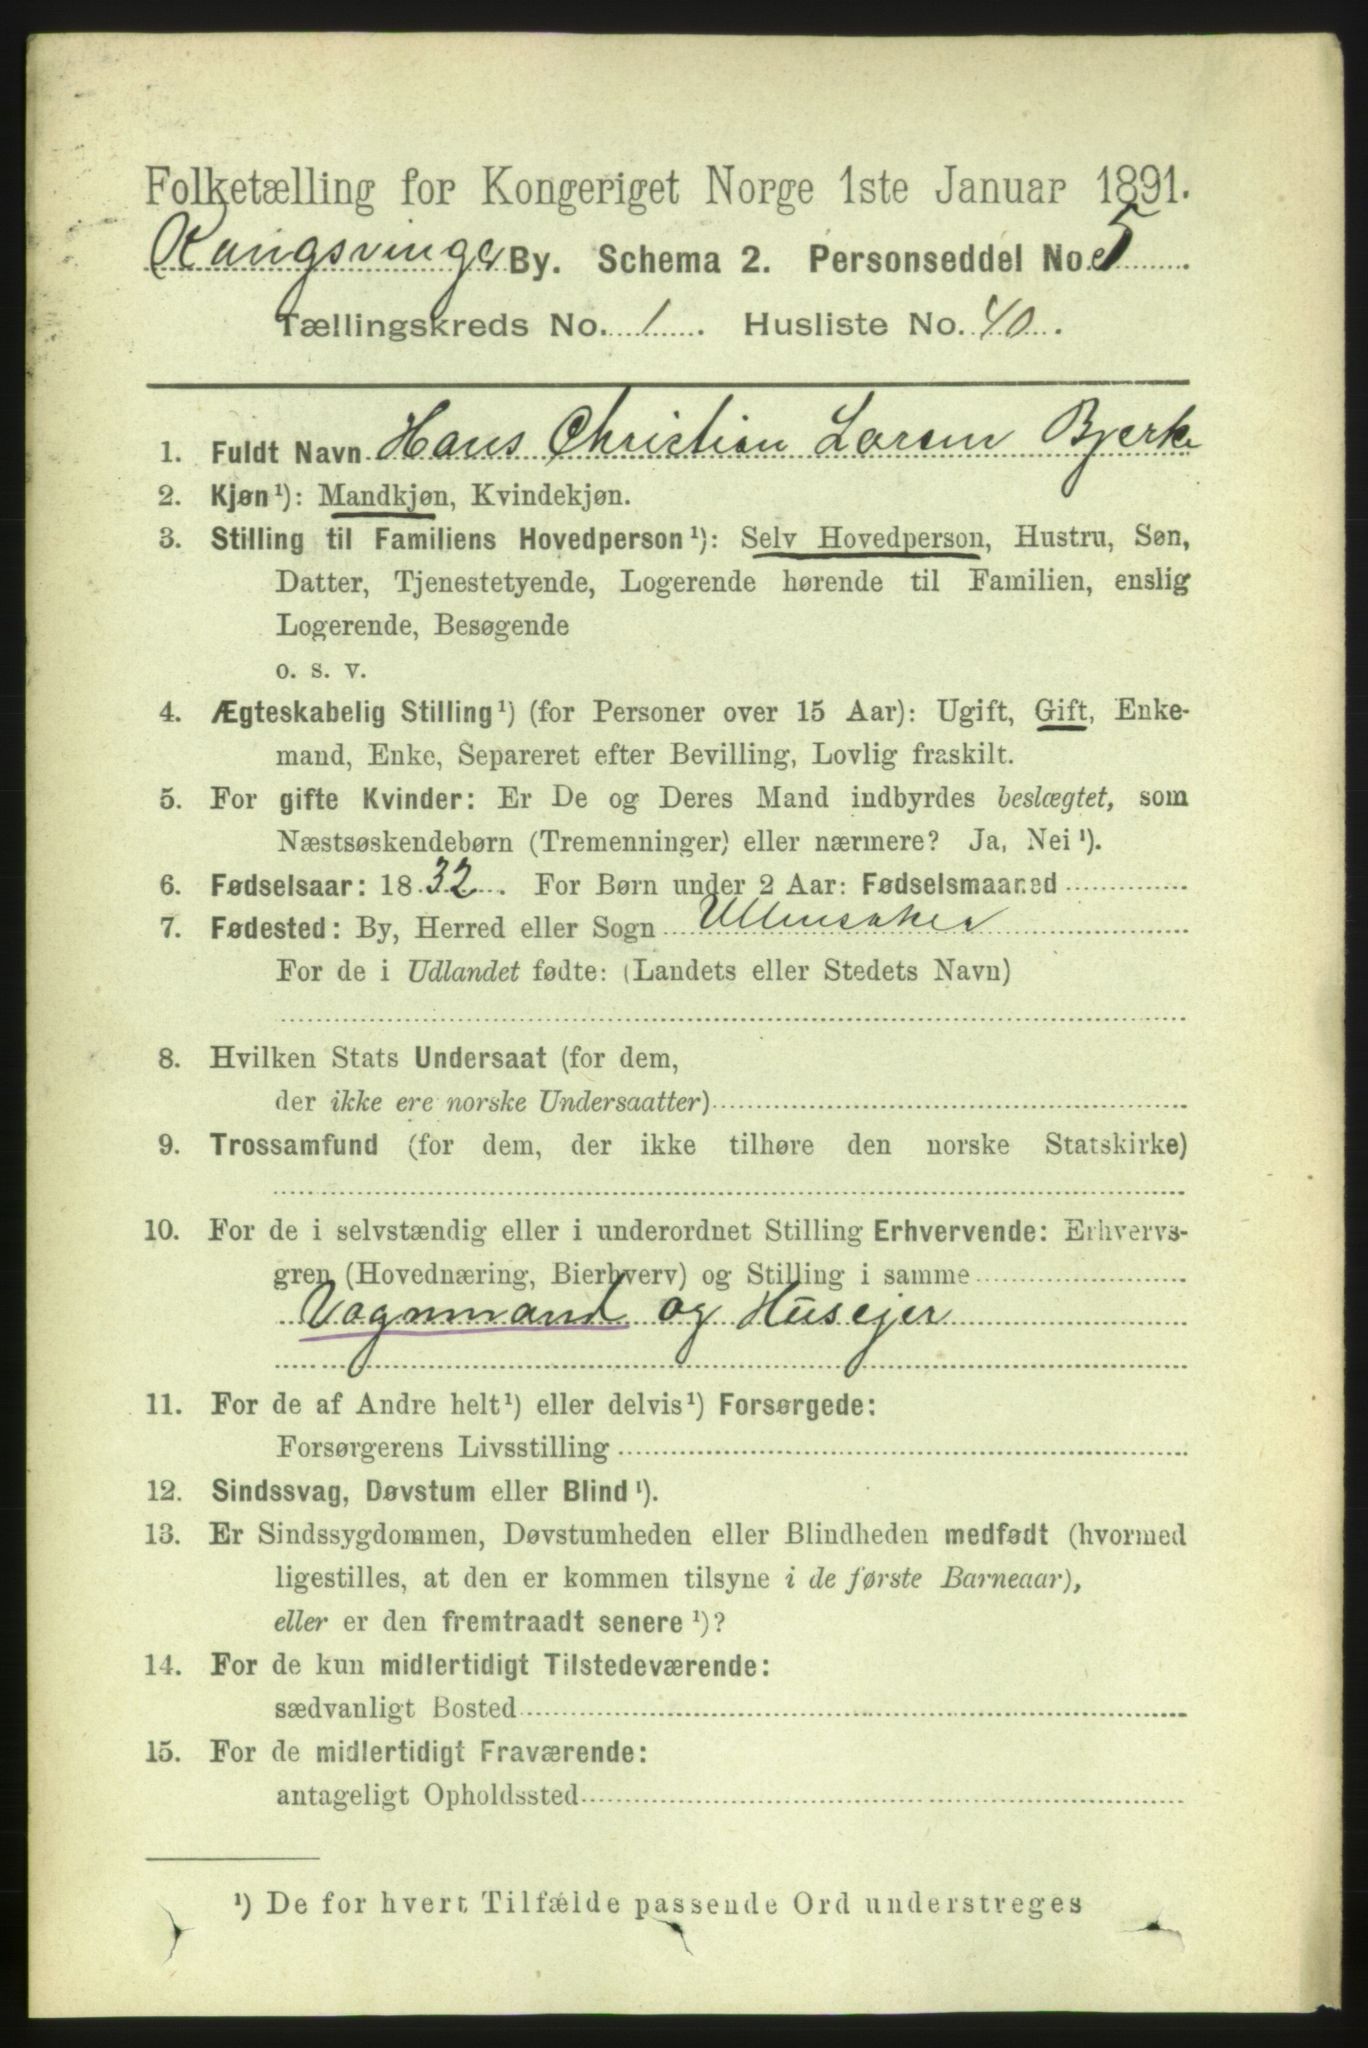 Folketælling for Kongeriget Norge 1ste Januar 1891.
Kongsvinger By. Schema 2. Personseddel No. 5
Tællingskreds No. 1. Husliste No. 40.
1. Fuldt Navn Hans Christian Laren Bjerke
2. Kjøn¹): Mandkjøn, Kvindekjøn.
3. Stilling til Familiens Hovedperson¹): Selv Hovedperson, Hustru, Søn,
Datter, Tjenestetyende, Logerende hørende til Familien, enslig
Logerende, Besøgende
o. s. v.
4. Ægteskabelig Stilling¹) (for Personer over 15 Aar): Ugift, Gift, Enke-
mand, Enke, Separeret efter Bevilling, Lovlig fraskilt.
5. For gifte Kvinder: Er De og Deres Mand indbyrdes beslægtet, som
Næstsøskendebørn (Tremenninger) eller nærmere? Ja, Nei¹).
6. Fødselsaar: 1832. For Børn under 2 Aar: Fødselsmaaned
7. Fødested: By, Herred eller Sogn Ullensaker
For de i Udlandet fødte: (Landets eller Stedets Navn)
8. Hvilken Stats Undersaat (for dem,
der ikke ere norske Undersaatter)
9. Trossamfund (for dem, der ikke tilhøre den norske Statskirke)
10. For de i selvstændig eller i underordnet Stilling Erhvervende: Erhvervs-
gren (Hovednæring, Bierhverv) og Stilling i samme
Vognmand og Husejer
11. For de af Andre helt¹) eller delvis¹) Forsørgede:
Forsørgerens Livsstilling
12. Sindssvag, Døvstum eller Blind¹).
13. Er Sindssygdommen, Døvstumheden eller Blindheden medfødt (hvormed
ligestilles, at den er kommen tilsyne i de første Barneaar),
eller er den fremtraadt senere¹)?
14. For de kun midlertidigt Tilstedeværende:
sædvanligt Bosted
15. For de midlertidigt Fraværende:
antageligt Opholdssted
¹) De for hvert Tilfælde passende Ord understreges